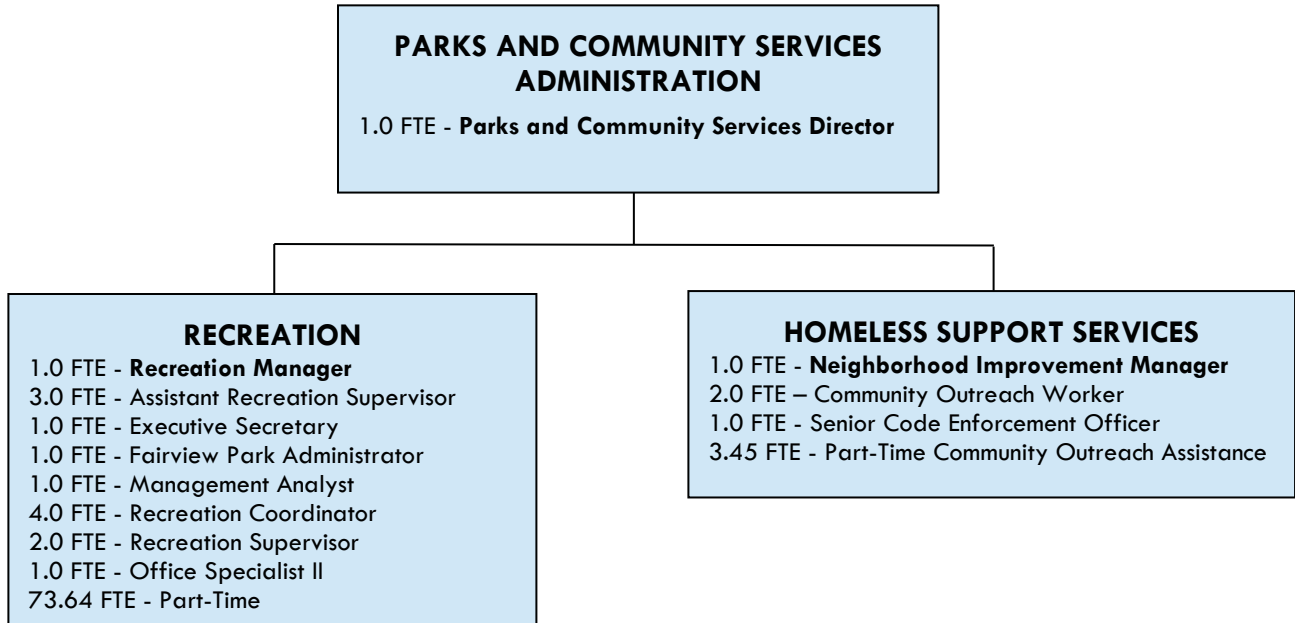 PARKS AND COMMUNITY SERVICES
ADMINISTRATION
1.0 FTE - Parks and Community Services Director
RECREATION
1.0 FTE - Recreation Manager
3.0 FTE - Assistant Recreation Supervisor
1.0 FTE - Executive Secretary
1.0 FTE - Fairview Park Administrator
1.0 FTE - Management Analyst
4.0 FTE - Recreation Coordinator
2.0 FTE - Recreation Supervisor
1.0 FTE - Office Specialist II
73.64 FTE - Part-Time
HOMELESS SUPPORT SERVICES
1.0 FTE - Neighborhood Improvement Manager
2.0 FTE – Community Outreach Worker
1.0 FTE - Senior Code Enforcement Officer
3.45 FTE - Part-Time Community Outreach Assistance